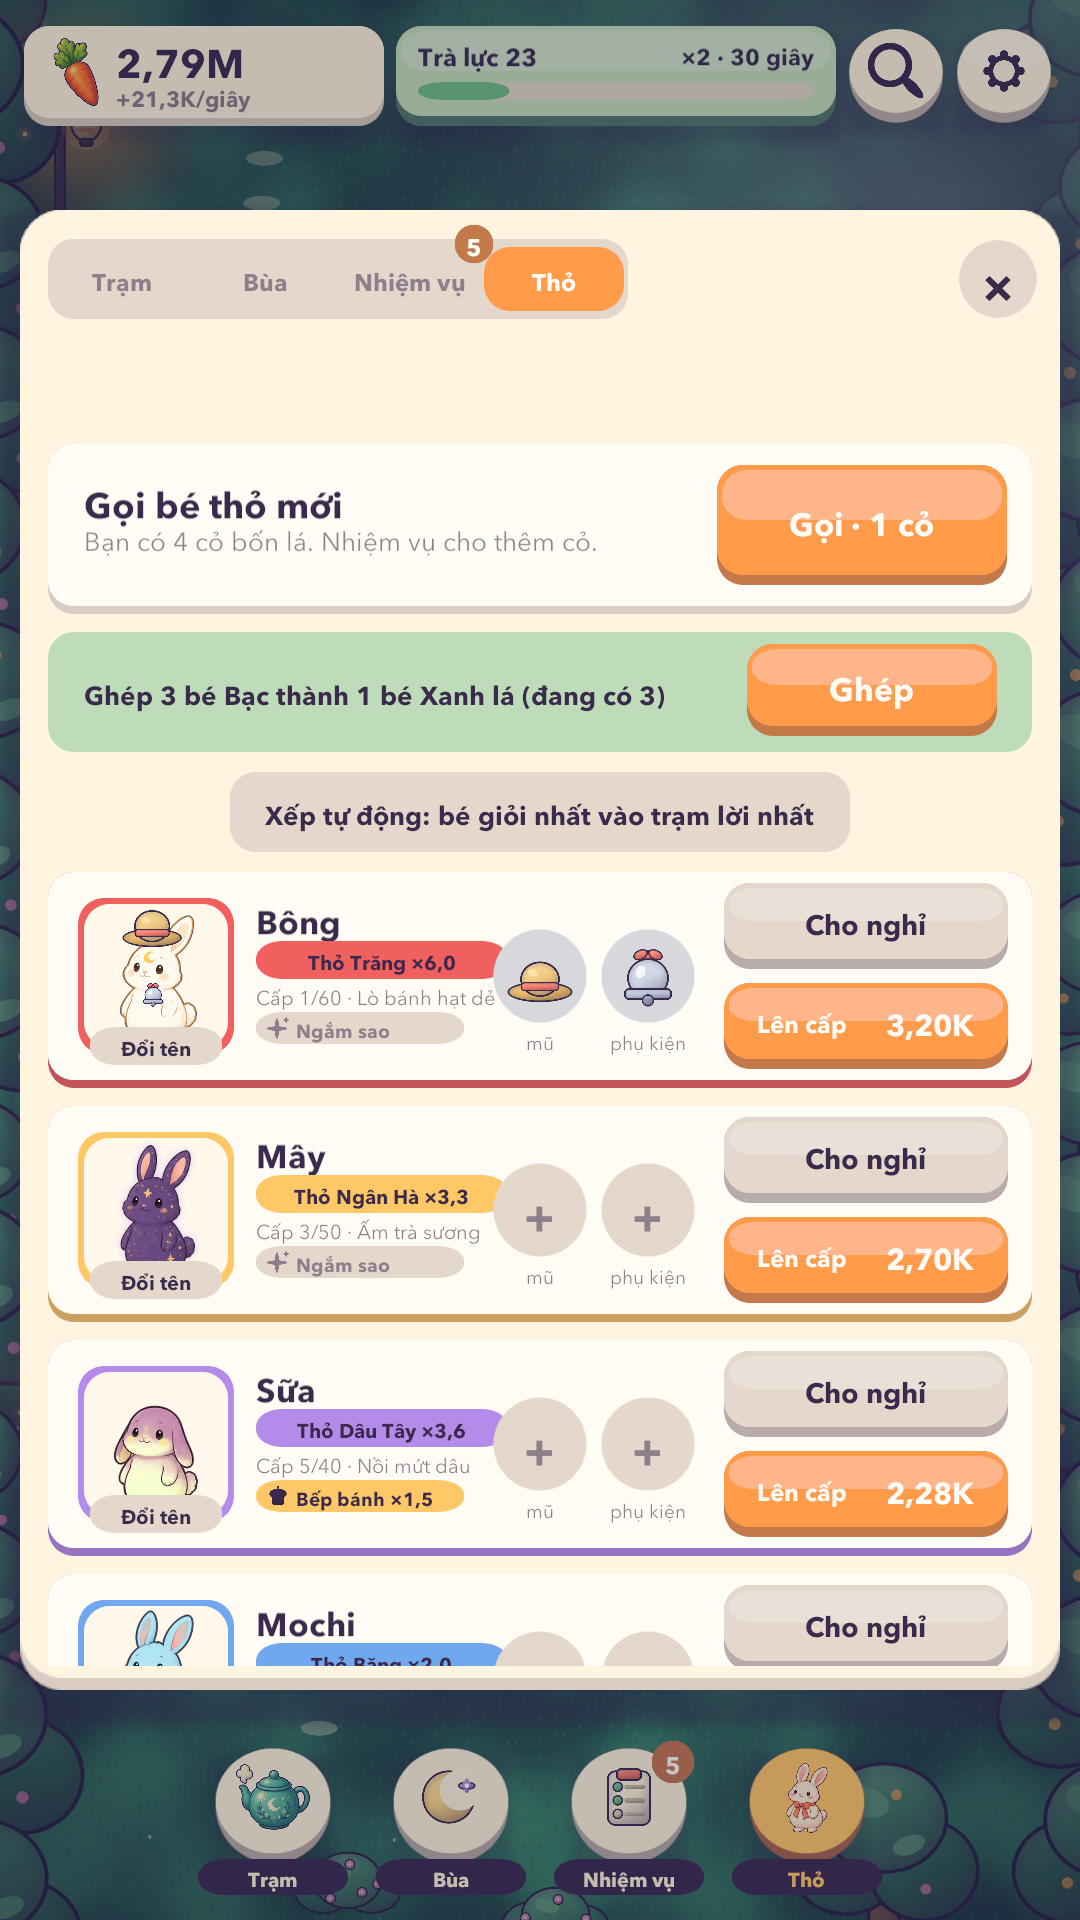 2,79M
+21,3K/giây
Trà lực 23
×2 · 30 giây
5
Trạm
Bùa
Nhiệm vụ
Thỏ
Gọi bé thỏ mới
Bạn có 4 cỏ bốn lá. Nhiệm vụ cho thêm cỏ.
Gọi · 1 cỏ
Ghép 3 bé Bạc thành 1 bé Xanh lá (đang có 3)
Ghép
Xếp tự động: bé giỏi nhất vào trạm lời nhất
Bông
Thỏ Trăng ×6,0
Cấp 1/60 · Lò bánh hạt dẻ
Ngắm sao
Đổi tên
mũ
phụ kiện
Cho nghỉ
Lên cấp 3,20K
Mây
Thỏ Ngân Hà ×3,3
Cấp 3/50 · Ấm trà sương
Ngắm sao
Đổi tên
mũ
phụ kiện
Cho nghỉ
Lên cấp 2,70K
Sữa
Thỏ Dâu Tây ×3,6
Cấp 5/40 · Nồi mứt dâu
Bếp bánh ×1,5
Đổi tên
mũ
phụ kiện
Cho nghỉ
Lên cấp 2,28K
Mochi
Thỏ Băng ×2,0
Cho nghỉ
5
Trạm
Bùa
Nhiệm vụ
Thỏ